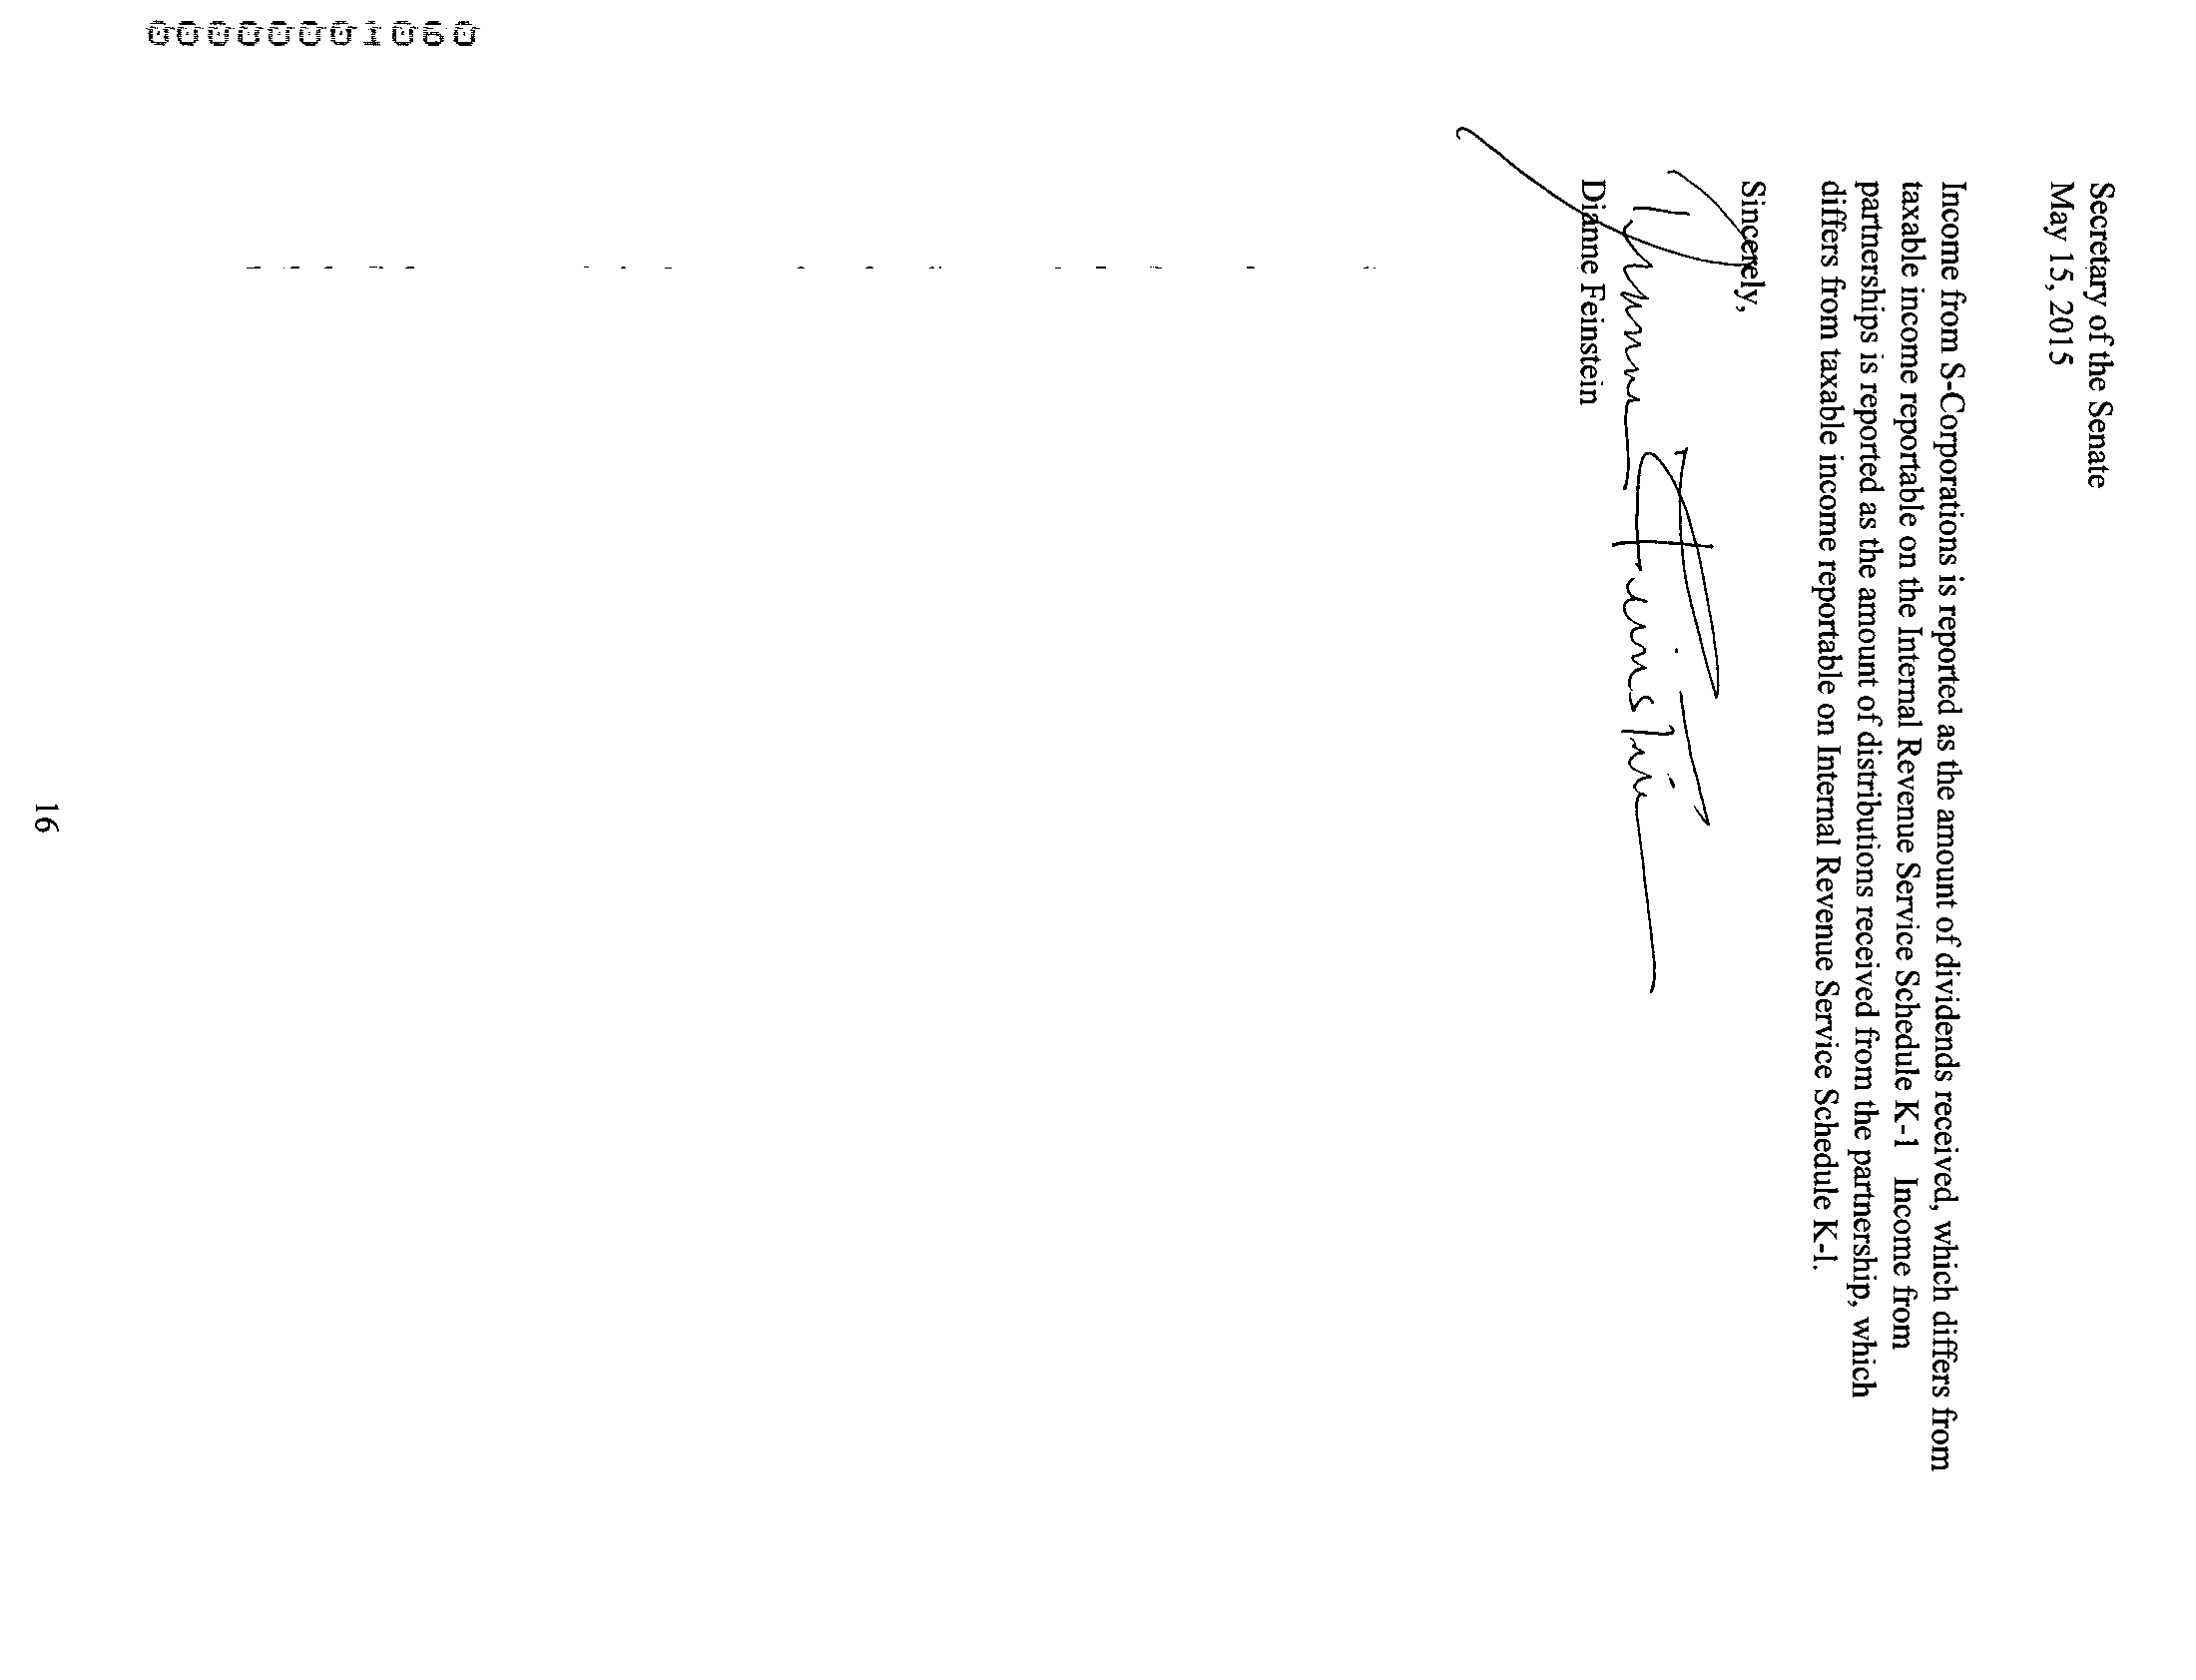 Secretary of the Senate
May 15, 2015
Income from S-Corporations is reported as the amount of dividends received, which differs from
taxable income reportable on the Internal Revenue Service Schedule K-1 Income from
partnerships is reported as the amount of distributions received from the partnership, which
differs from taxable income reportable on Internal Revenue Service Schedule K-1.
Sincerely,
Dianne Feinstein
Dianne Feinstein
16
00000001060